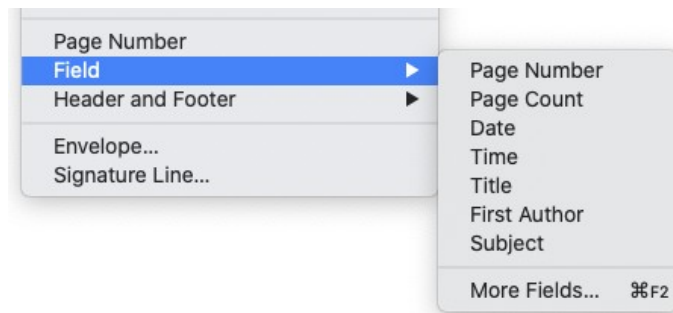 Page Number
Field
Header and Footer
Envelope...
Signature Line...
Page Number
Page Count
Date
Time
Title
First Author
Subject
More Fields... ⌘F2